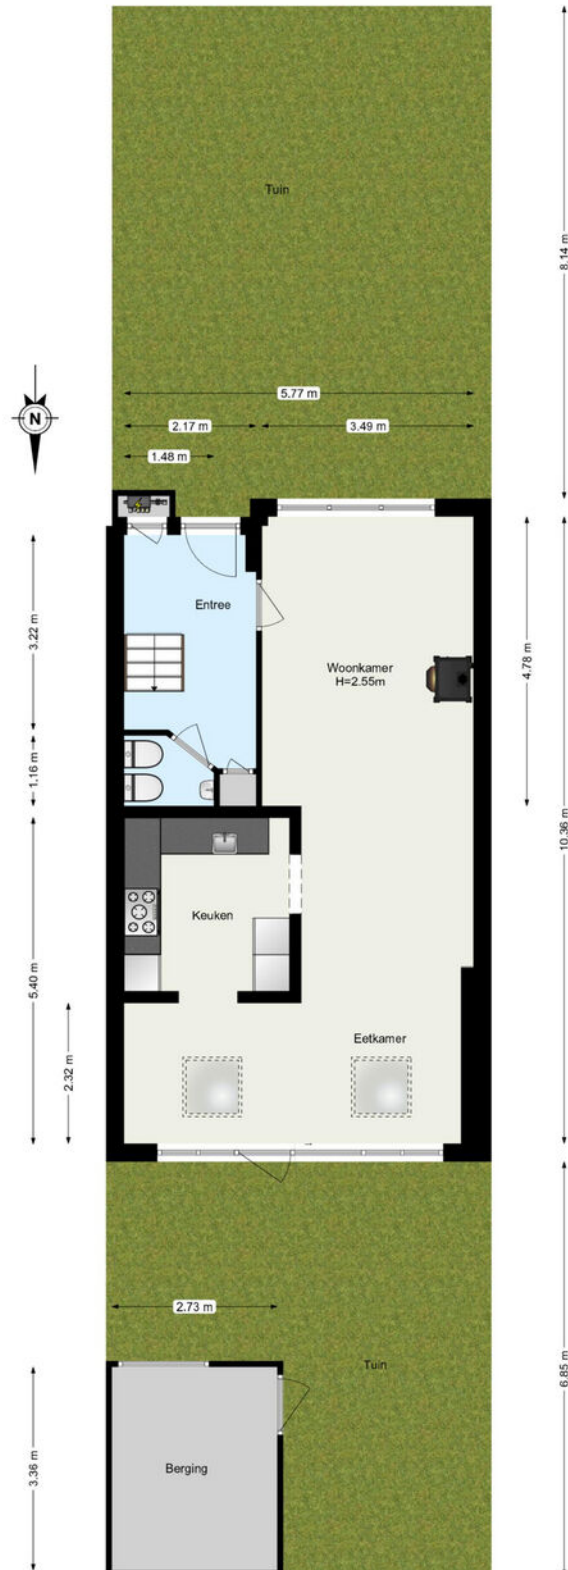 Tuin
8.14 m
5.77 m
2.17 m
3.49 m
1.48 m
N
Entree
3.22 m
Woonkamer
H=2.55m
4.78 m
1.16 m
10.36 m
Keuken
5.40 m
Eetkamer
2.32 m
2.73 m
Tuin
6.85 m
Berging
3.36 m